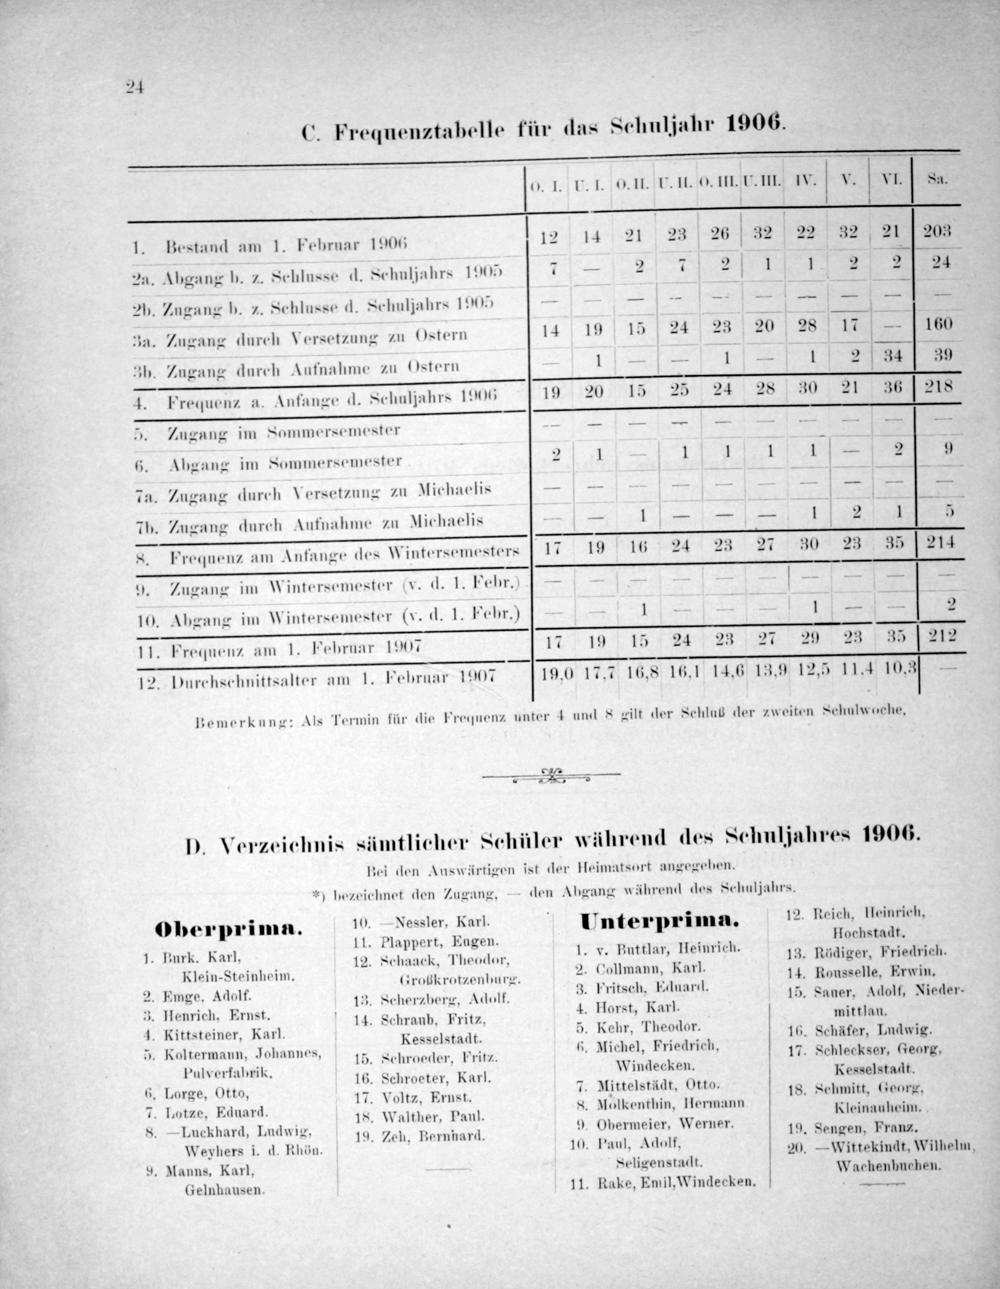 24
C. Frequenztabelle für das Schuljahr 1906.
O. I. U. I. O. II. U. II. O. III. U. III. IV. V. VI. Sa.
1. Bestand am 1. Februar 1906 12 14 21 23 26 32 22 32 21 203
2a. Abgang b. z. Schlusse d. Schuljahrs 1905 7 — 2 7 2 1 1 2 2 24
2b. Zugang b. z. Schlusse d. Schuljahrs 1905 — — — — — — — — — —
3a. Zugang durch Versetzung zu Ostern 14 19 15 24 23 20 28 17 — 160
3b. Zugang durch Aufnahme zu Ostern — 1 — — 1 — 1 2 34 39
4. Frequenz a. Anfange d. Schuljahrs 1906 19 20 15 25 24 28 30 21 36 218
5. Zugang im Sommersemester — — — — — — — — — —
6. Abgang im Sommersemester 2 1 — 1 1 1 1 — 2 9
7a. Zugang durch Versetzung zu Michaelis — — — — — — — — — —
7b. Zugang durch Aufnahme zu Michaelis — — 1 — — — 1 2 1 5
8. Frequenz am Anfange des Wintersemesters 17 19 16 24 23 27 30 23 35 214
9. Zugang im Wintersemester (v. d. 1. Febr.) — — — — — — — — — —
10. Abgang im Wintersemester (v. d. 1. Febr.) — — 1 — — — 1 — — 2
11. Frequenz am 1. Februar 1907 17 19 15 24 23 27 29 23 35 212
12. Durchschnittsalter am 1. Februar 1907 19,0 17,7 16,8 16,1 14,6 13,9 12,5 11,4 10,3 —
Bemerkung: Als Termin für die Frequenz unter 4 und 8 gilt der Schluß der zweiten Schulwoche.
D. Verzeichnis sämtlicher Schüler während des Schuljahres 1906.
Bei den Auswärtigen ist der Heimatsort angegeben.
*) bezeichnet den Zugang, — den Abgang während des Schuljahrs.
Oberprima.
1. Burk, Karl,
Klein-Steinheim.
2. Emge, Adolf.
3. Henrich, Ernst.
4. Kittsteiner, Karl.
5. Koltermann, Johannes,
Pulverfabrik.
6. Lorge, Otto,
7. Lotze, Eduard.
8. —Luckhard, Ludwig,
Weyhers i. d. Rhön.
9. Manns, Karl,
Gelnhausen.
10. —Nessler, Karl.
11. Plappert, Eugen.
12. Schaack, Theodor,
Großkrotzenburg.
13. Scherzberg, Adolf.
14. Schraub, Fritz,
Kesselstadt.
15. Schroeder, Fritz.
16. Schroeter, Karl.
17. Voltz, Ernst.
18. Walther, Paul.
19. Zeh, Bernhard.
Unterprima.
1. v. Buttlar, Heinrich.
2. Collmann, Karl.
3. Fritsch, Eduard.
4. Horst, Karl.
5. Kehr, Theodor.
6. Michel, Friedrich,
Windecken.
7. Mittelstädt, Otto.
8. Molkenthin, Hermann
9. Obermeier, Werner.
10. Paul, Adolf,
Seligenstadt.
11. Rake, Emil, Windecken.
12. Reich, Heinrich,
Hochstadt.
13. Rödiger, Friedrich.
14. Rousselle, Erwin.
15. Sauer, Adolf, Nieder-
mittlau.
16. Schäfer, Ludwig.
17. Schleckser, Georg,
Kesselstadt.
18. Schmitt, Georg,
Kleinauheim.
19. Sengen, Franz.
20. —Wittekindt, Wilhelm,
Wachenbuchen.